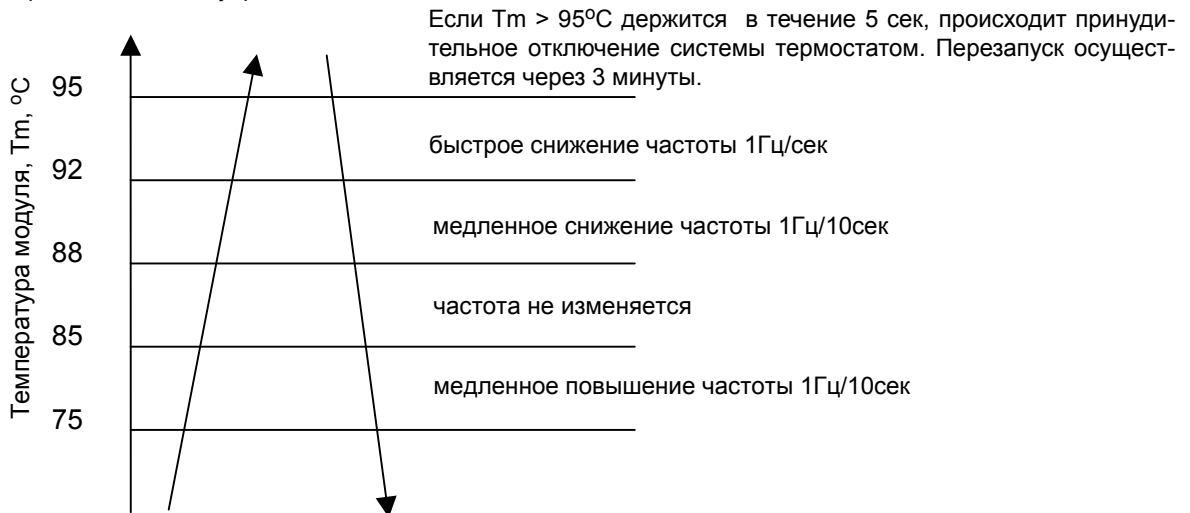 Если Tm > 95ºC держится в течение 5 сек, происходит принуди-
тельное отключение системы термостатом. Перезапуск осущест-
вляется через 3 минуты.
Температура модуля, Tm, ºC
95
быстрое снижение частоты 1Гц/сек
92
медленное снижение частоты 1Гц/10сек
88
частота не изменяется
85
медленное повышение частоты 1Гц/10сек
75